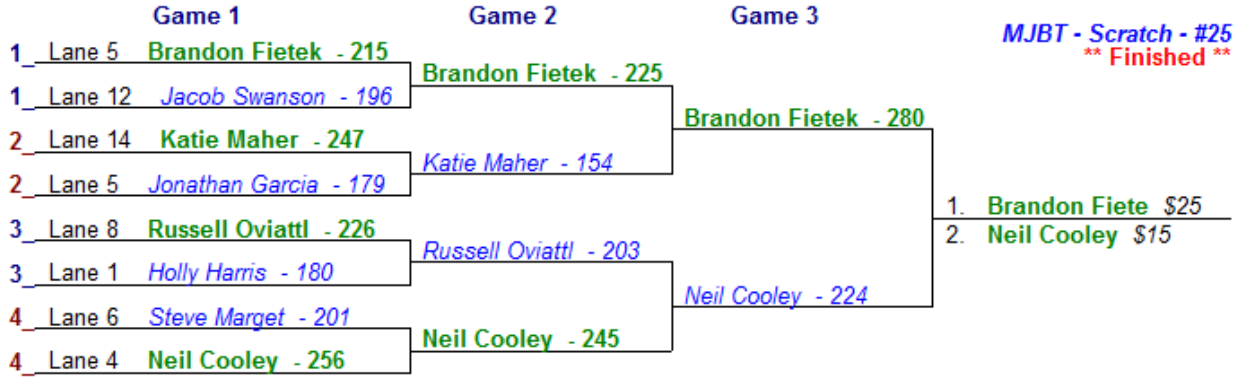 Game 1 Game 2 Game 3
MJBT - Scratch - #25
** Finished **
1_ Lane 5 Brandon Fietek - 215
Brandon Fietek - 225
1_ Lane 12 Jacob Swanson - 196
Brandon Fietek - 280
2_ Lane 14 Katie Maher - 247
Katie Maher - 154
2_ Lane 5 Jonathan Garcia - 179
1. Brandon Fiete $25
3_ Lane 8 Russell Oviattl - 226
2. Neil Cooley $15
Russell Oviattl - 203
3_ Lane 1 Holly Harris - 180
Neil Cooley - 224
4_ Lane 6 Steve Marget - 201
Neil Cooley - 245
4_ Lane 4 Neil Cooley - 256